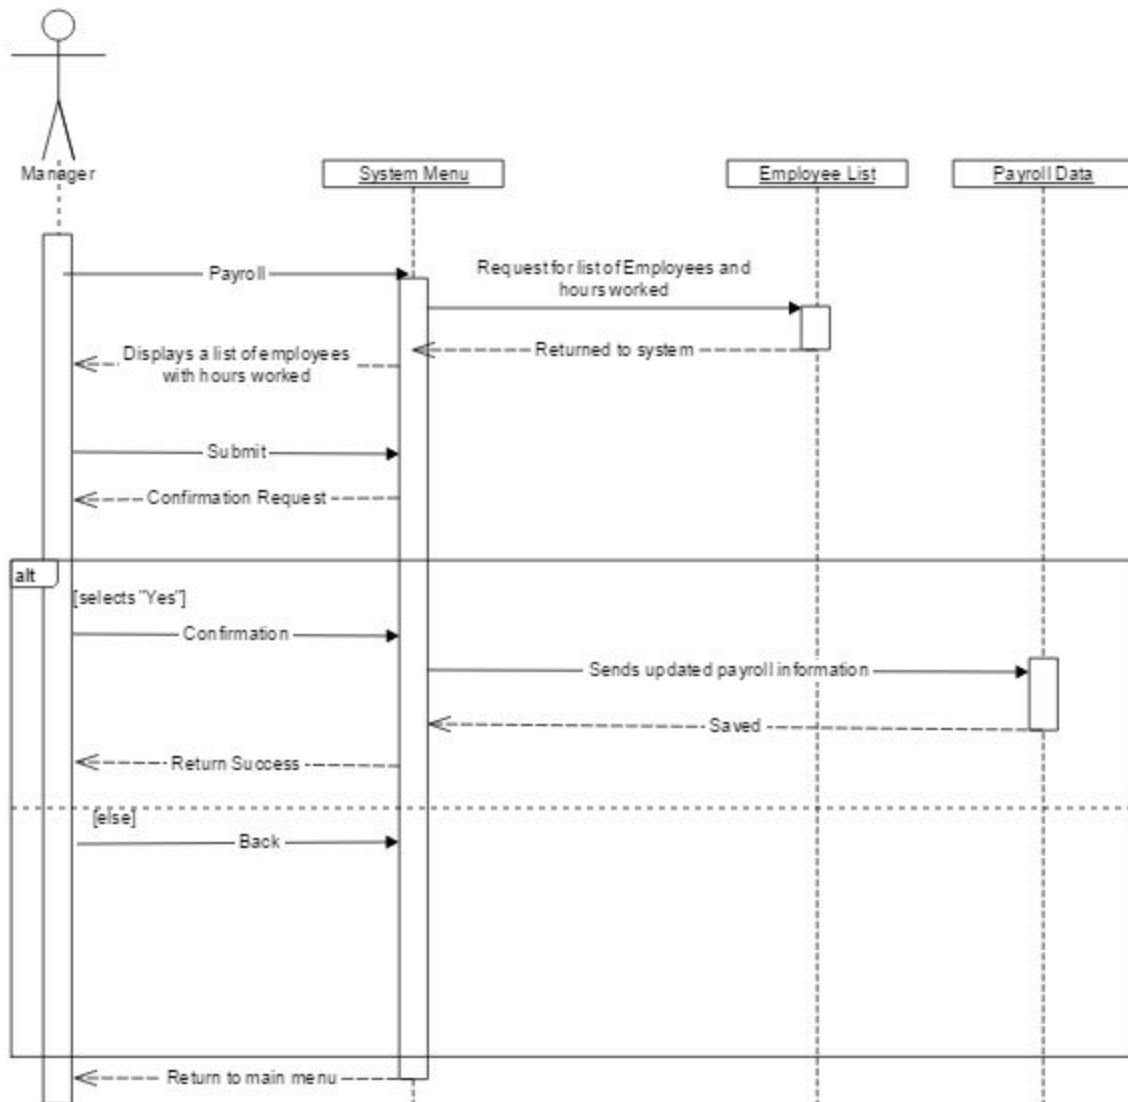 Manager
System Menu
Employee List
Payroll Data
Payroll
Request for list of Employees and
hours worked
Returned to system
Displays a list of employees
with hours worked
Submit
Confirmation Request
alt
[selects "Yes"]
Confirmation
Sends updated payroll information
Saved
Return Success
[else]
Back
Return to main menu